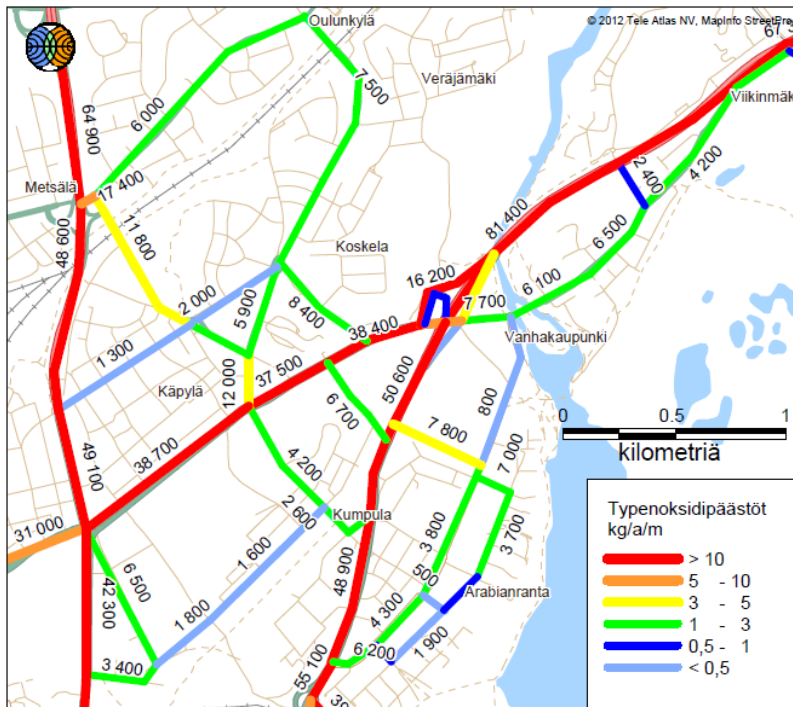 Oulunkylä
© 2012 Tele Atlas NV, MapInfo StreetPro
67
Veräjämäki
7 500
6 000
64 900
Viikinmäk
2 400
4 200
Metsälä
17 400
11 800
48 600
81 400
6 500
Koskela
16 200
6 100
2 000
5 900
8 400
7 700
38 400
Vanhakaupunki
1 300
37 500
Käpylä
12 000
50 600
800
6 700
0 0.5 1
kilometriä
7 800
7 000
38 700
49 100
4 200
2 600
Kumpula
31 000
3 800
3 700
1 600
48 900
500
Arabianranta
6 500
42 300
1 800
4 300
1 900
6 200
3 400
55 100
39
Typenoksidipäästöt
kg/a/m
> 10
5 - 10
3 - 5
1 - 3
0,5 - 1
< 0,5